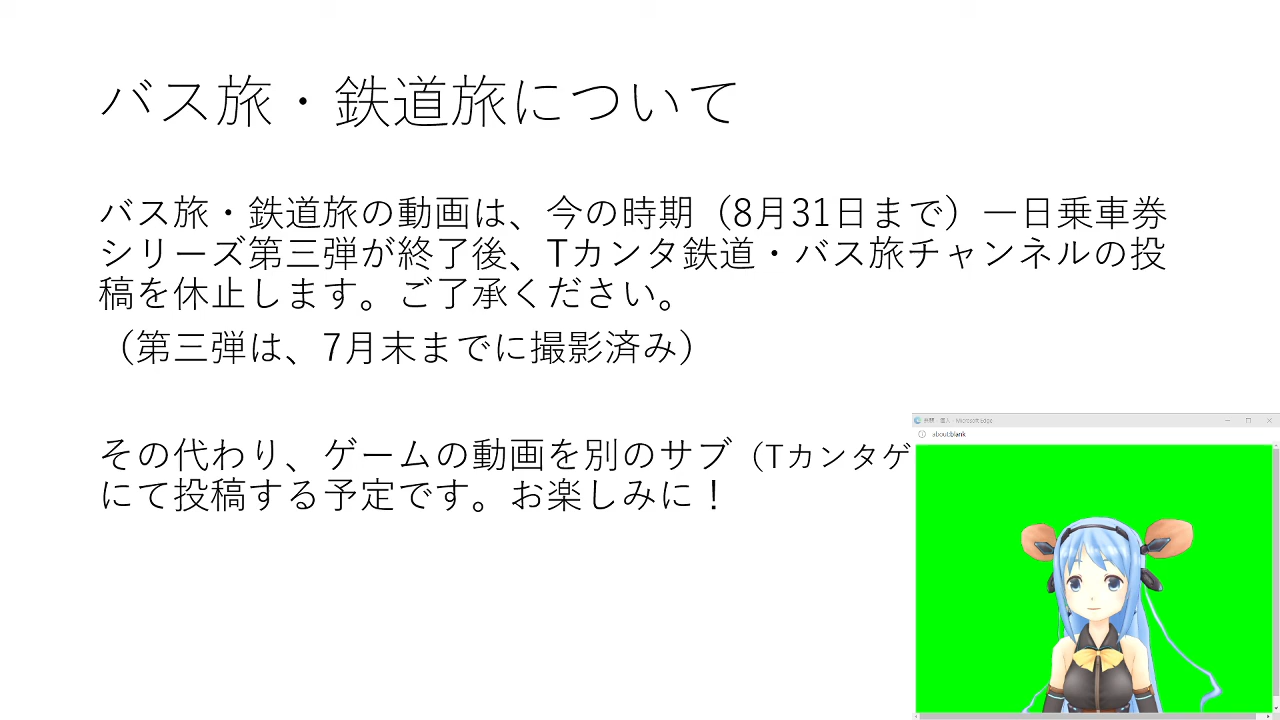 バス旅・鉄道旅について
バス旅・鉄道旅の動画は、今の時期（8月31日まで）一日乗車券
シリーズ第三弾が終了後、Tカンタ鉄道・バス旅チャンネルの投
稿を休止します。ご了承ください。
（第三弾は、7月末までに撮影済み）
その代わり、ゲームの動画を別のサブ（Tカンタゲ
にて投稿する予定です。お楽しみに！
Microsoft Edge
about:blank